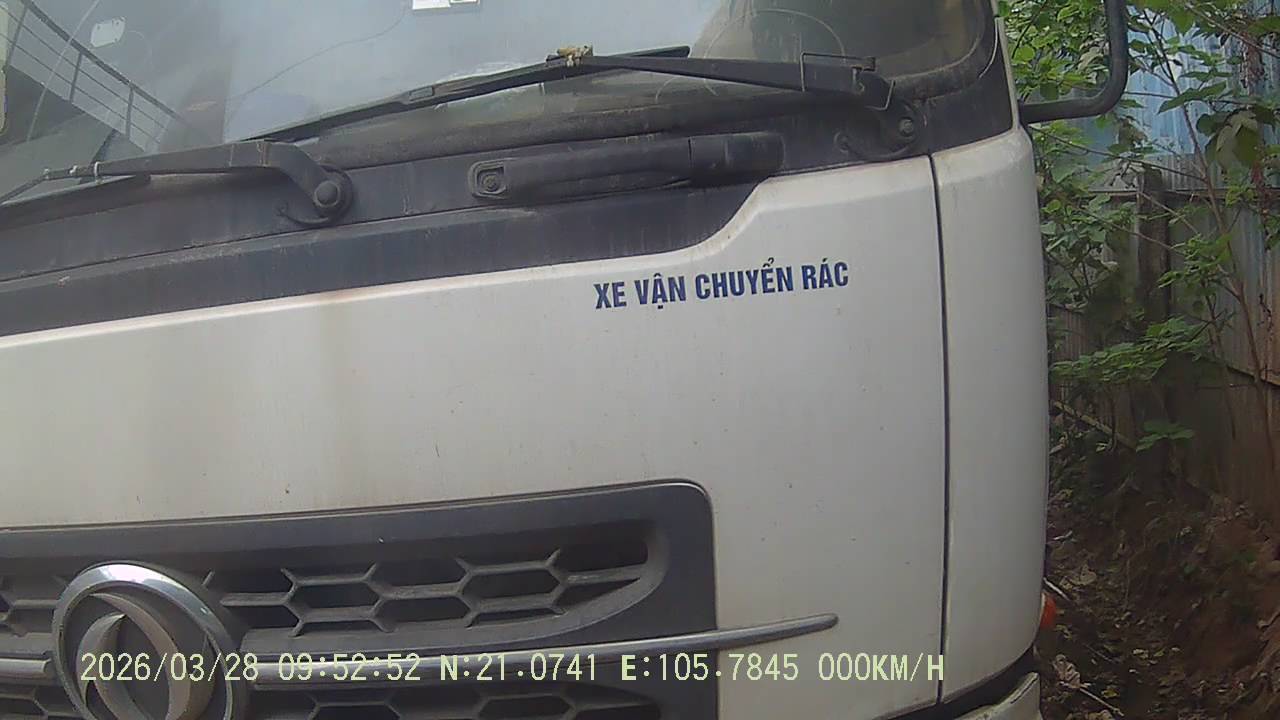 XE VẬN CHUYỂN RÁC
2026/03/28 09:52:52 N:21.0741 E:105.7845 000KM/H